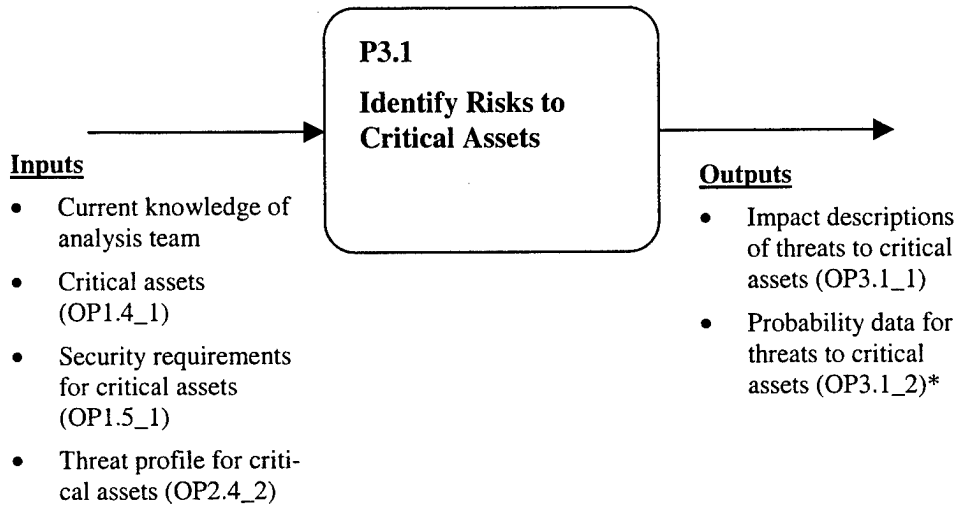 P3.1
Identify Risks to
Critical Assets
Inputs
• Current knowledge of
analysis team
• Critical assets
(OP1.4_1)
• Security requirements
for critical assets
(OP1.5_1)
• Threat profile for criti-
cal assets (OP2.4_2)
Outputs
• Impact descriptions
of threats to critical
assets (OP3.1_1)
• Probability data for
threats to critical
assets (OP3.1_2)*